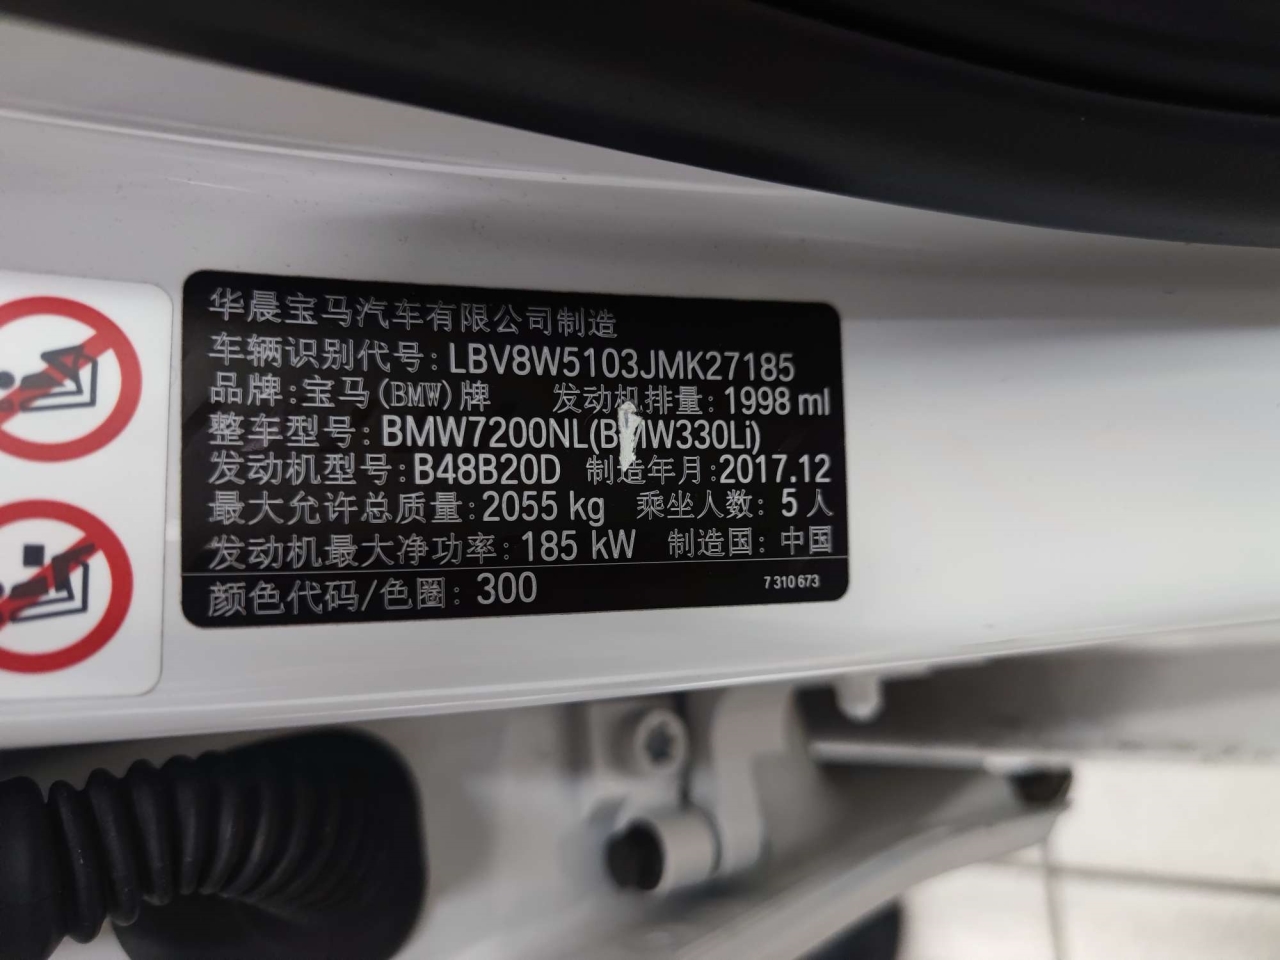 华晨宝马汽车有限公司制造
车辆识别代号:LBV8W5103JMK27185
品牌:宝马(BMW)牌 发动机排量:1998 ml
整车型号:BMW7200NL(BMW330Li)
发动机型号:B48B20D 制造年月:2017.12
最大允许总质量:2055 kg 乘坐人数:5人
发动机最大净功率:185 kW 制造国:中国
颜色代码/色圈:300 7 310 673